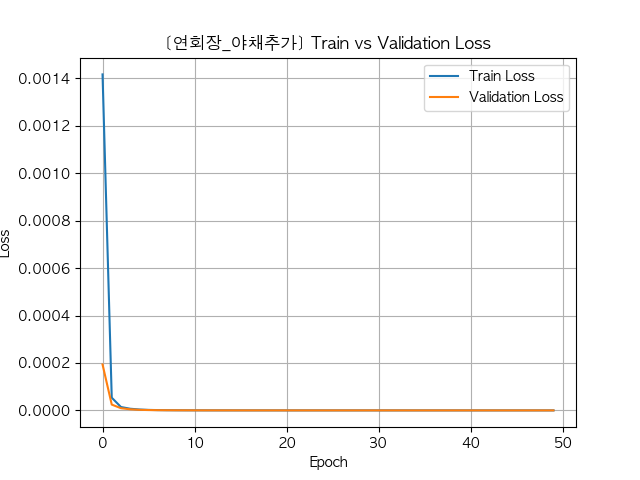 [연회장_야채추가] Train vs Validation Loss
Train Loss
Validation Loss
Loss
0.0014
0.0012
0.0010
0.0008
0.0006
0.0004
0.0002
0.0000
0 10 20 30 40 50
Epoch